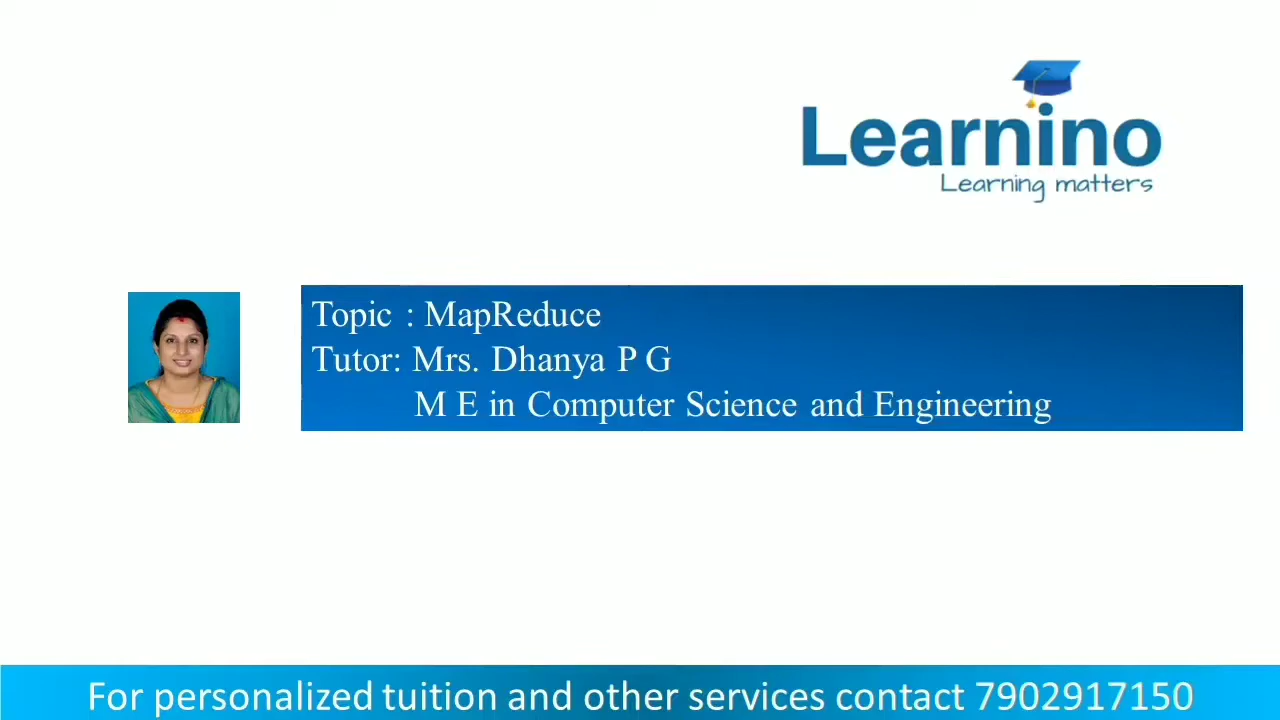 Learnino
Learning matters
Topic : MapReduce
Tutor: Mrs. Dhanya P G
M E in Computer Science and Engineering
For personalized tuition and other services contact 7902917150